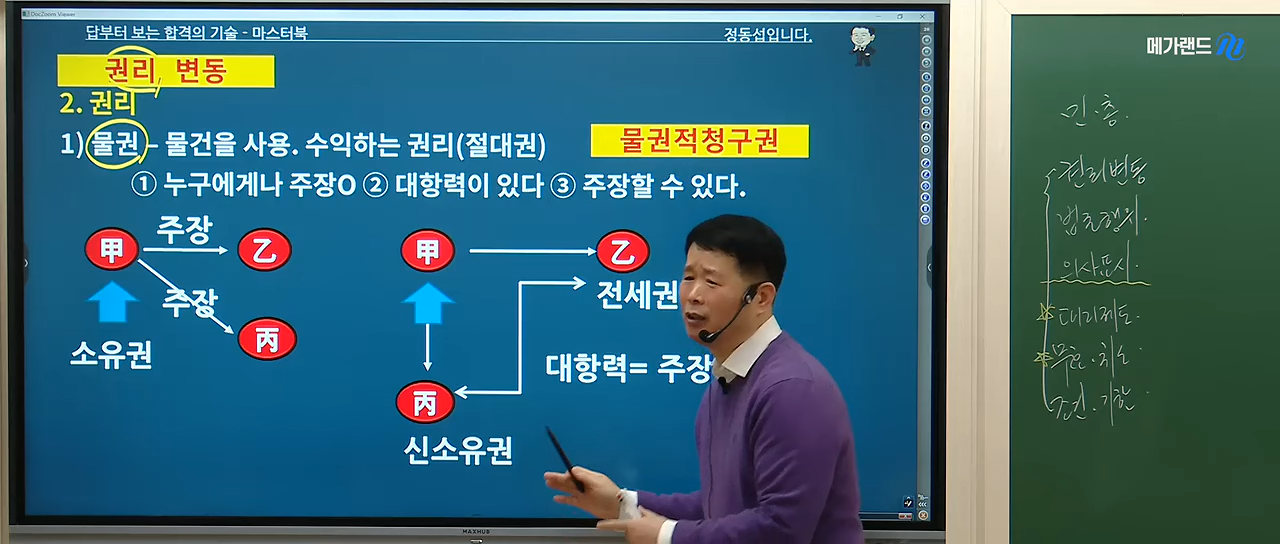 DocZoom Viewer
답부터 보는 합격의 기술 - 마스터북
정동섭입니다.
권리 변동
2. 권리
1) 물권 - 물건을 사용. 수익하는 권리(절대권)
물권적청구권
① 누구에게나 주장O ② 대항력이 있다 ③ 주장할 수 있다.
甲 주장 乙
주장
丙
소유권
甲 乙
전세권
대항력= 주장
丙
신소유권
MAXHUB
메가랜드
민.총.
권리변동
법률행위.
의사표시.
대리제도.
무효.취소
조건.기한